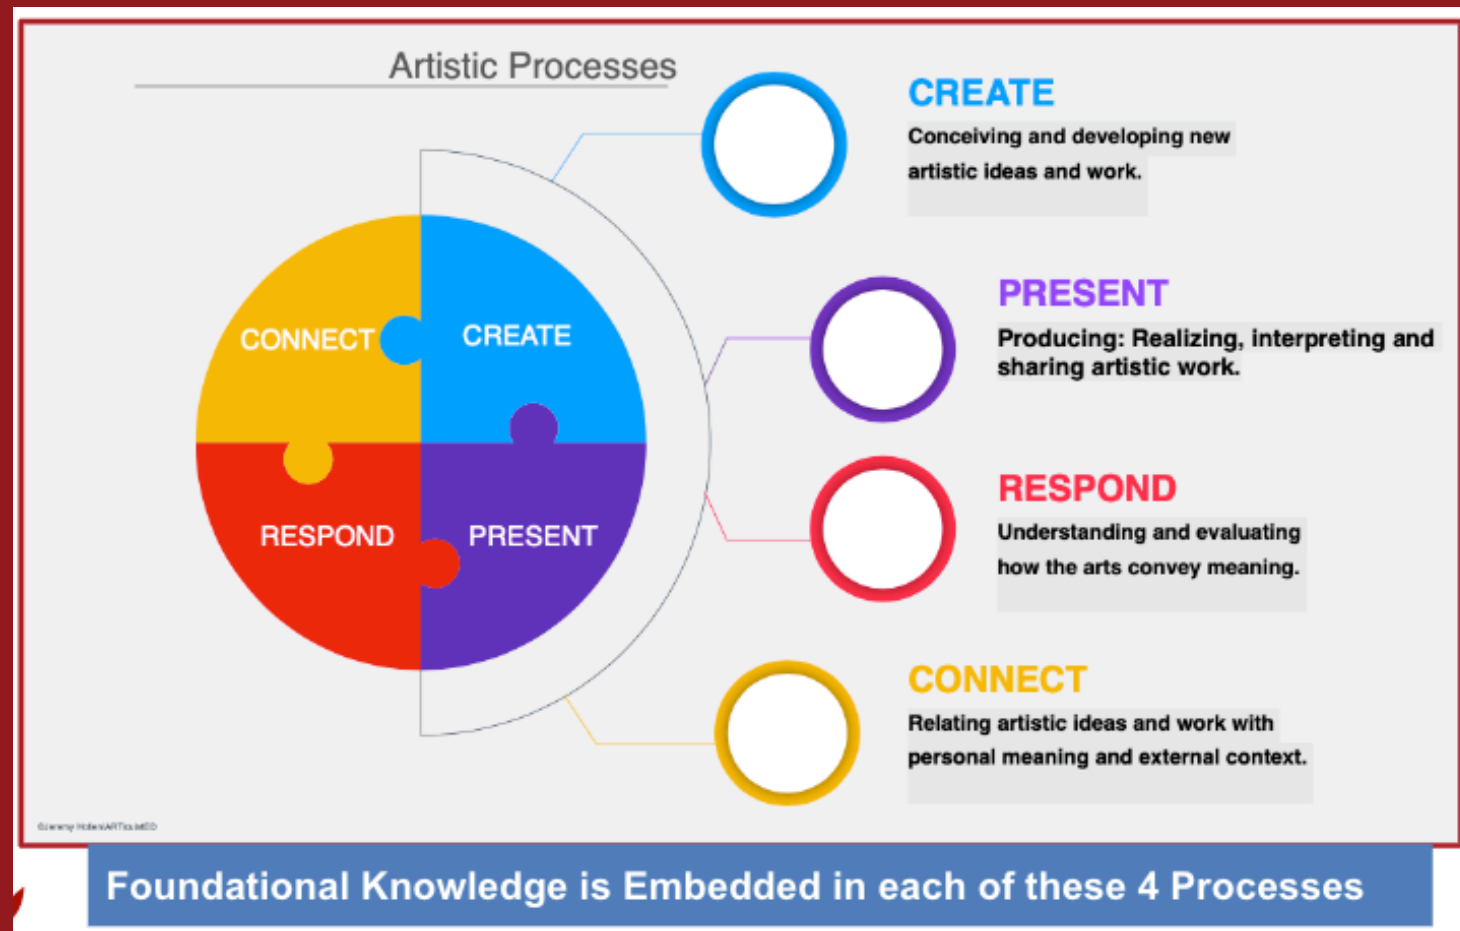 Artistic Processes
CREATE
Conceiving and developing new
artistic ideas and work.
CONNECT
CREATE
RESPOND
PRESENT
PRESENT
Producing: Realizing, interpreting and
sharing artistic work.
RESPOND
Understanding and evaluating
how the arts convey meaning.
CONNECT
Relating artistic ideas and work with
personal meaning and external context.
Foundational Knowledge is Embedded in each of these 4 Processes